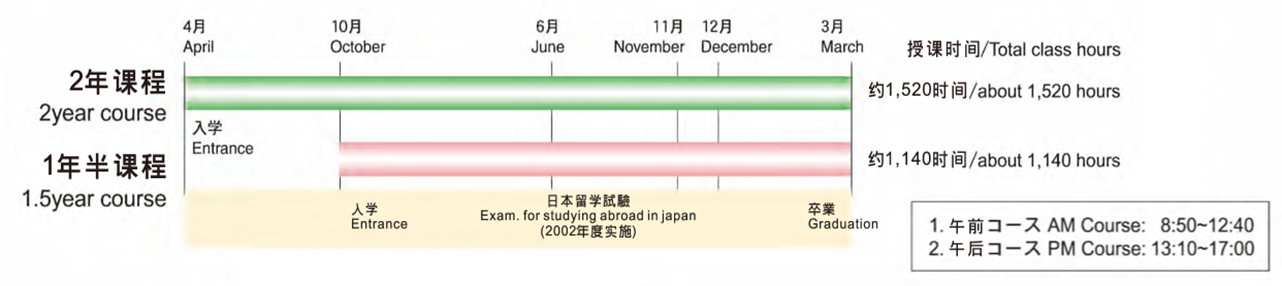 4月
April
10月
October
6月
June
11月
November
12月
December
3月
March
授课时间/Total class hours
2年课程
2year course
约1,520时间/about 1,520 hours
入学
Entrance
1年半课程
1.5year course
约1,140时间/about 1,140 hours
入学
Entrance
日本留学試驗
Exam. for studying abroad in japan
(2002年度实施)
卒業
Graduation
1. 午前コース AM Course: 8:50~12:40
2. 午后コース PM Course: 13:10~17:00